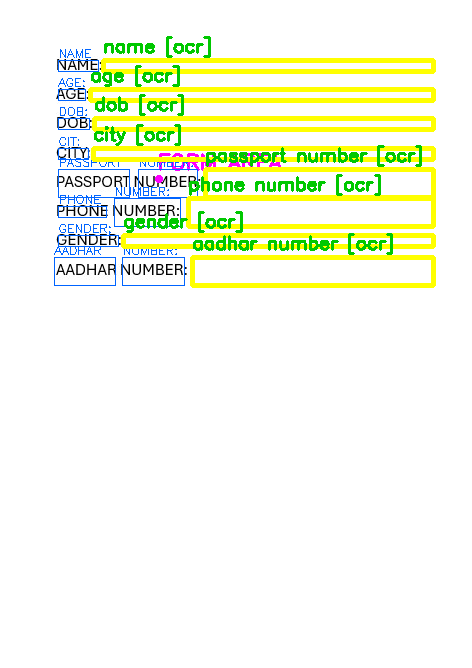 name [ocr]
NAME
NAME:
age [ocr]
AGE:
AGE:
dob [ocr]
DOB:
DOB:
city [ocr]
CIT:
CITY:
passport number [ocr]
PASSPORT NUMBER:
PASSPORT NUMBER:
phone number [ocr]
PHONE NUMBER:
PHONE NUMBER:
gender [ocr]
GENDER:
GENDER:
aadhar number [ocr]
AADHAR NUMBER:
AADHAR NUMBER: